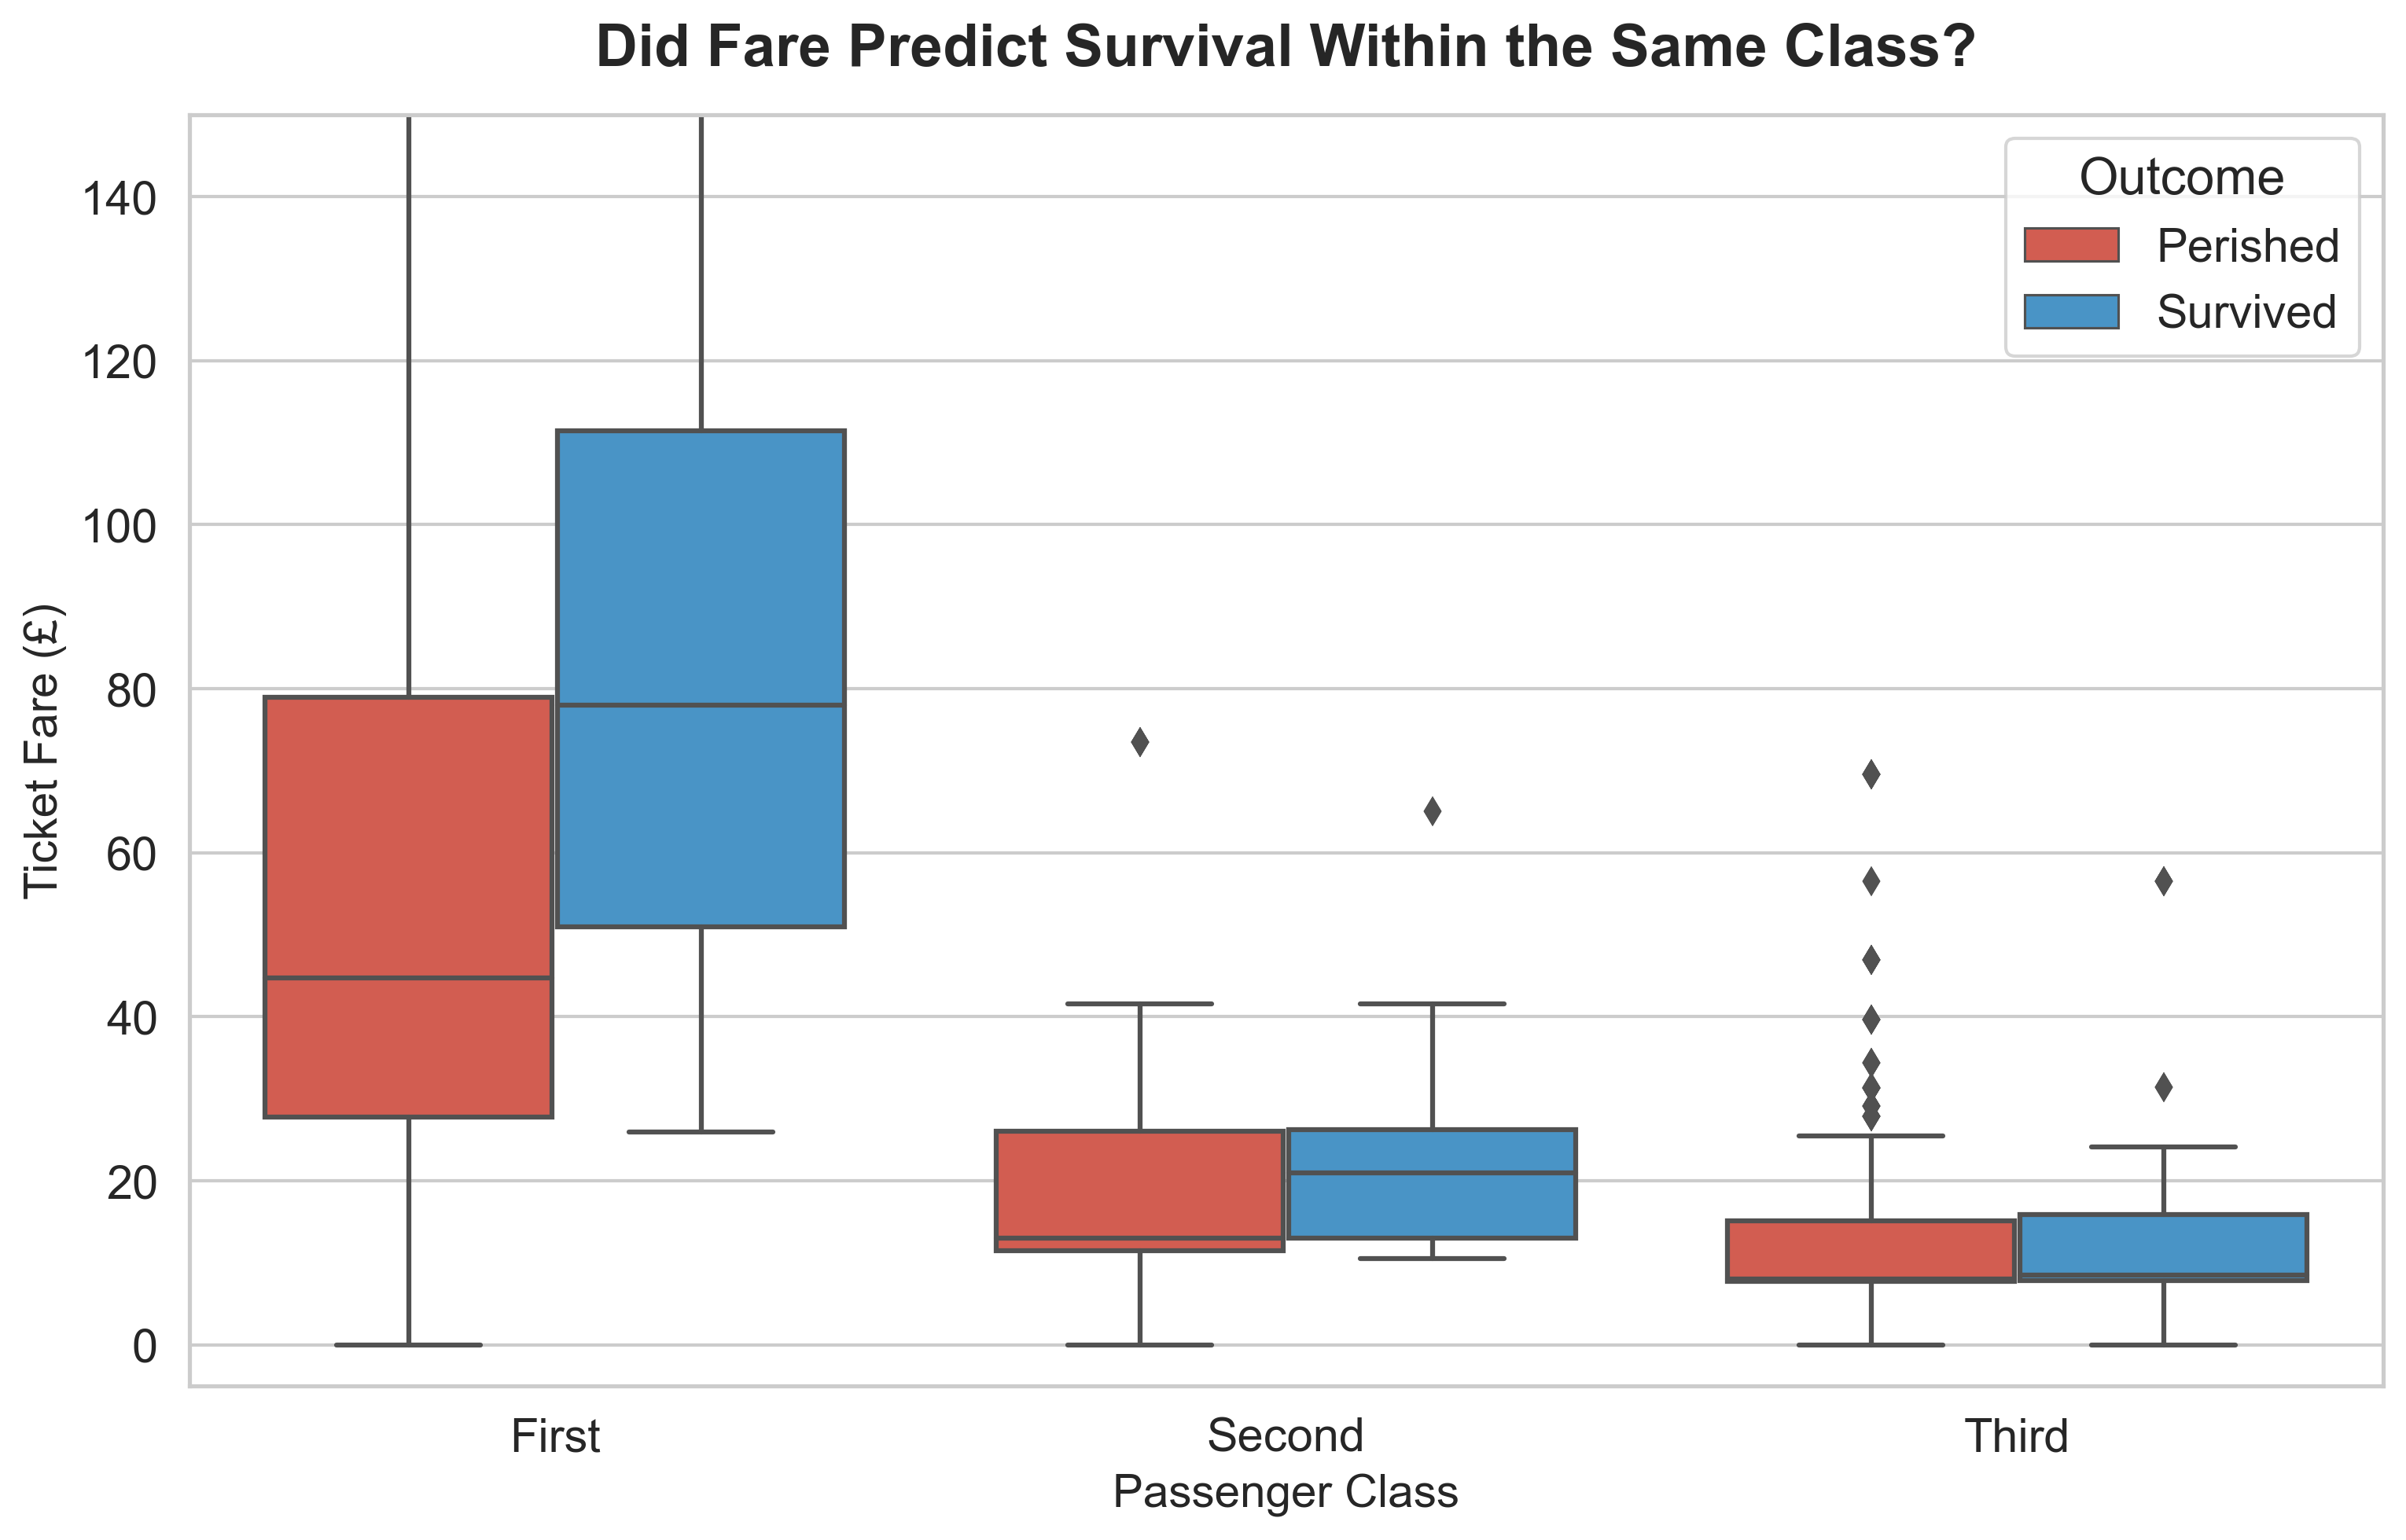 Did Fare Predict Survival Within the Same Class?
Outcome
Perished
Survived
Ticket Fare (£)
140
120
100
80
60
40
20
0
First
Second
Third
Passenger Class